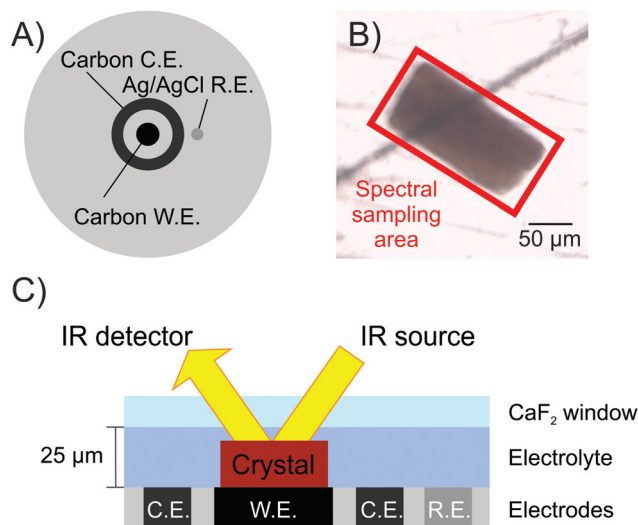 A)
Carbon C.E.
Ag/AgCl R.E.
Carbon W.E.
B)
Spectral
sampling
area
50 µm
C)
IR detector
IR source
CaF₂ window
25 µm
Crystal
Electrolyte
C.E.
W.E.
C.E.
R.E.
Electrodes